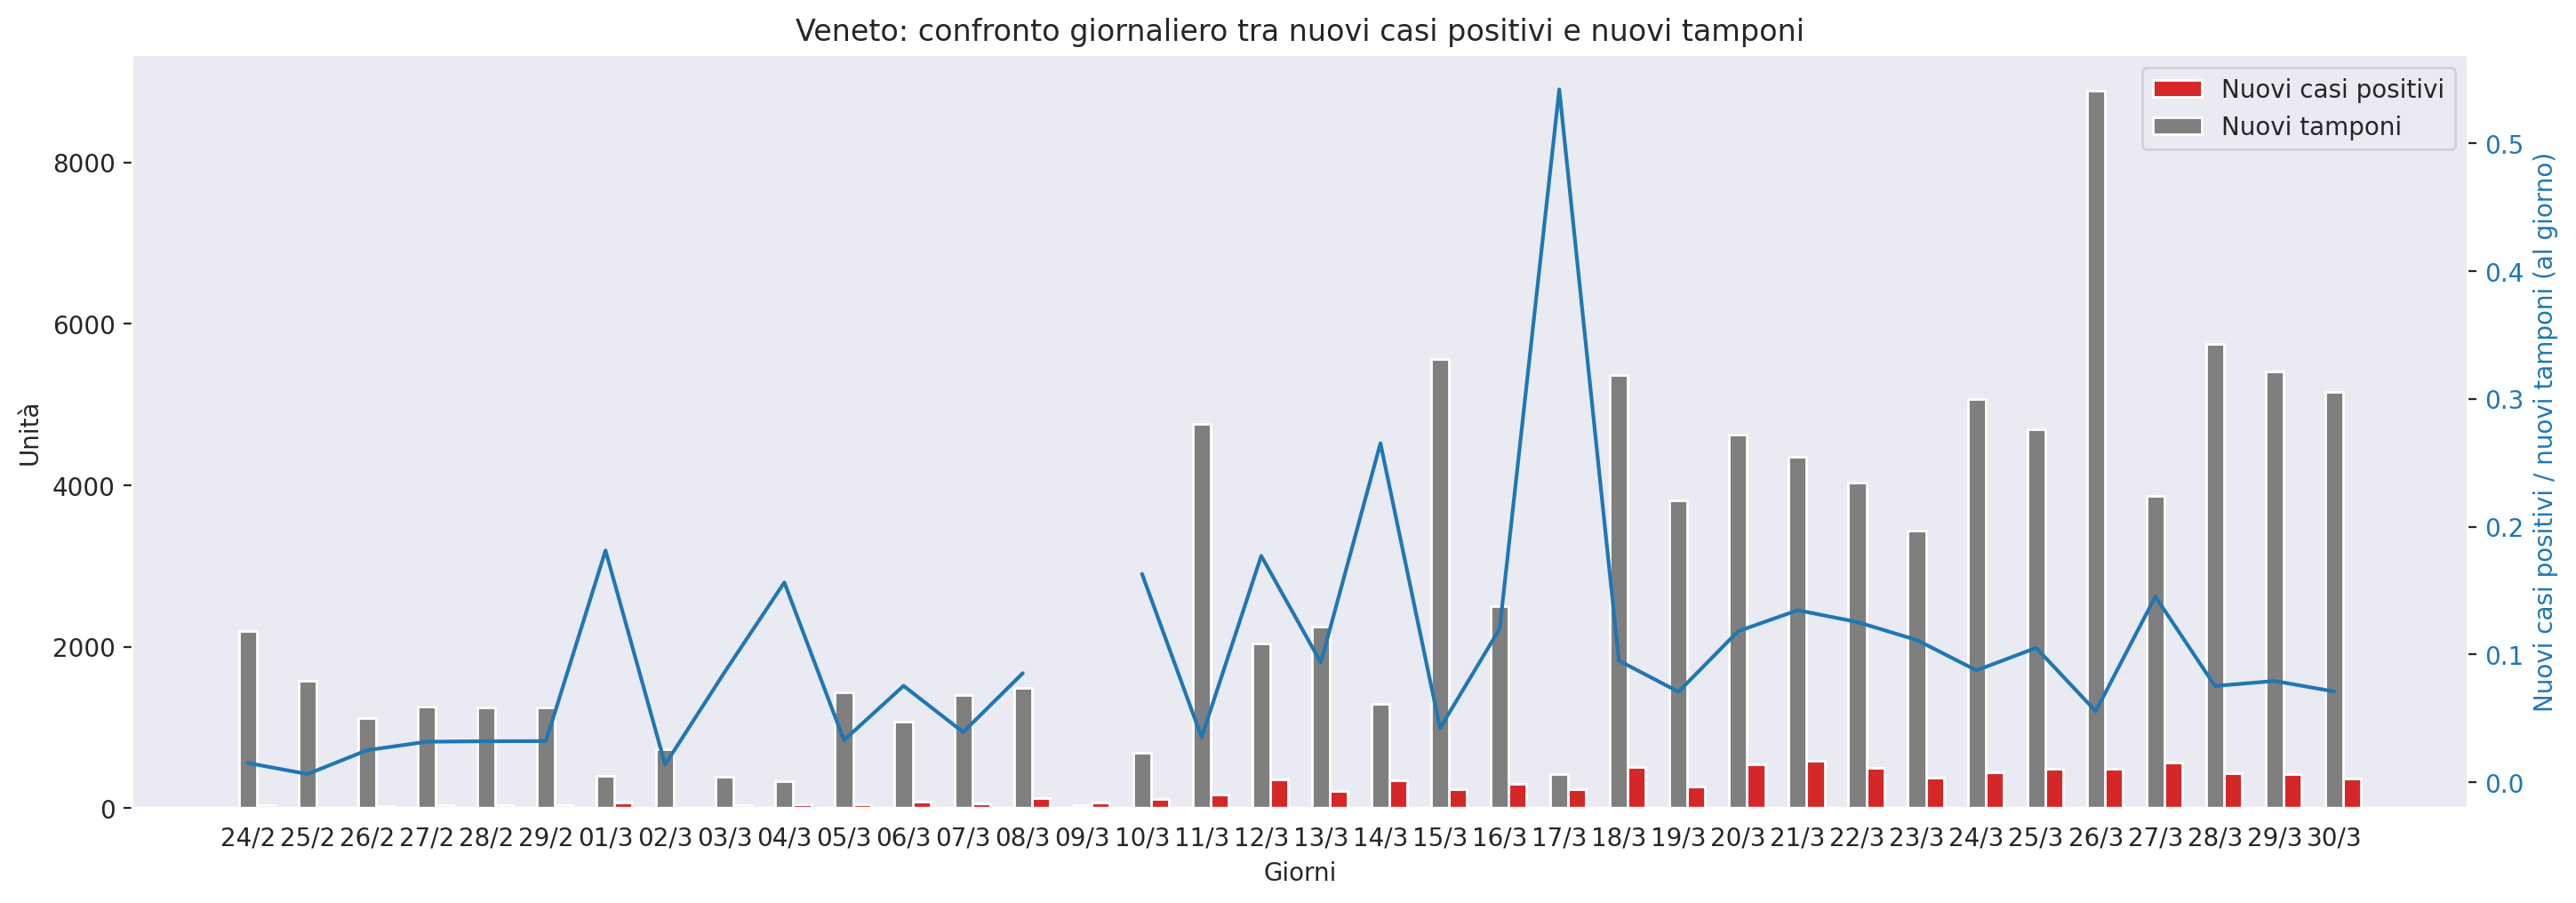 Veneto: confronto giornaliero tra nuovi casi positivi e nuovi tamponi
Nuovi casi positivi
Nuovi tamponi
8000
6000
4000
2000
0
Unità
0.5
0.4
0.3
0.2
0.1
0.0
Nuovi casi positivi / nuovi tamponi (al giorno)
24/2 25/2 26/2 27/2 28/2 29/2 01/3 02/3 03/3 04/3 05/3 06/3 07/3 08/3 09/3 10/3 11/3 12/3 13/3 14/3 15/3 16/3 17/3 18/3 19/3 20/3 21/3 22/3 23/3 24/3 25/3 26/3 27/3 28/3 29/3 30/3
Giorni